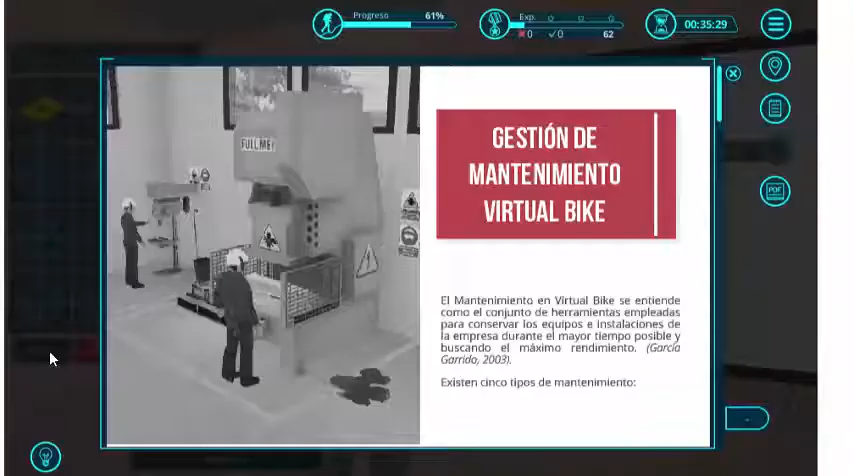 Progreso
61%
Exp.
0
0
62
00:35:29
FULLMEN
GESTIÓN DE
MANTENIMIENTO
VIRTUAL BIKE
El Mantenimiento en Virtual Bike se entiende
como el conjunto de herramientas empleadas
para conservar los equipos e instalaciones de
la empresa durante el mayor tiempo posible y
buscando el máximo rendimiento. (García
Garrido, 2003).
Existen cinco tipos de mantenimiento:
PDF